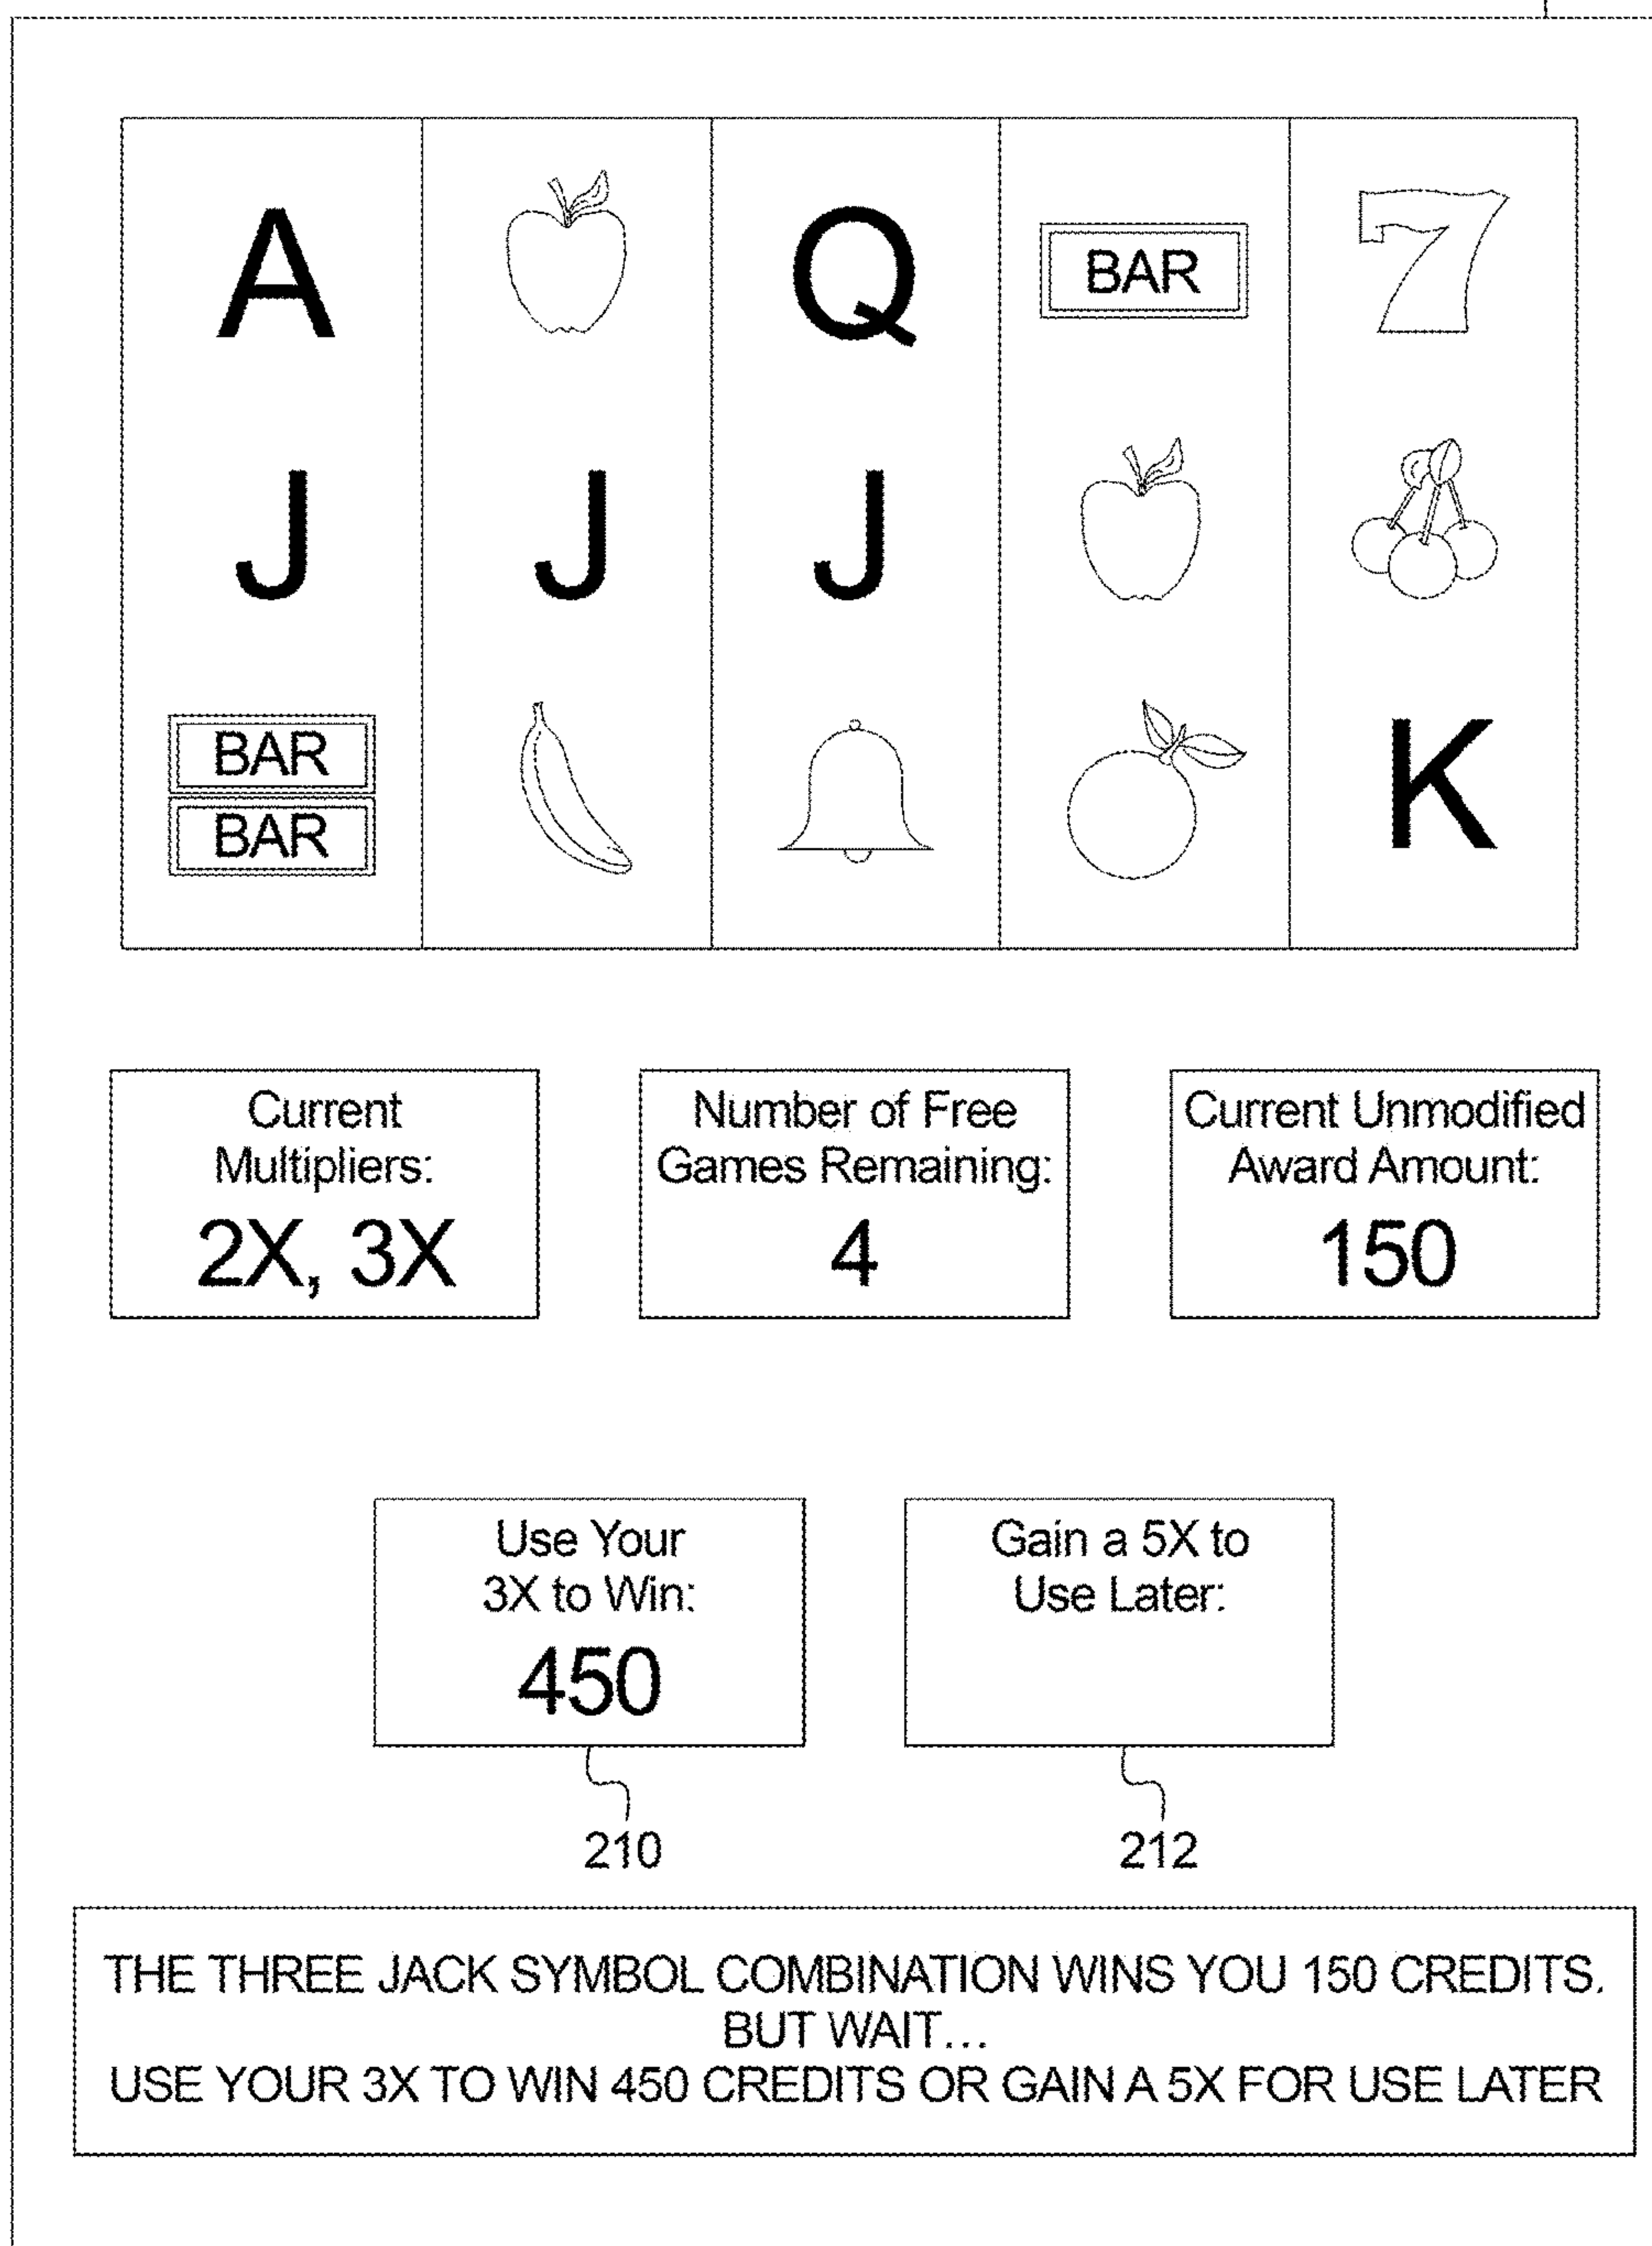 A Q BAR 7
J J J
BAR
BAR
K
Current
Multipliers:
2X, 3X
Number of Free
Games Remaining:
4
Current Unmodified
Award Amount:
150
Use Your
3X to Win:
450
Gain a 5X to
Use Later:
210
212
THE THREE JACK SYMBOL COMBINATION WINS YOU 150 CREDITS.
BUT WAIT...
USE YOUR 3X TO WIN 450 CREDITS OR GAIN A 5X FOR USE LATER